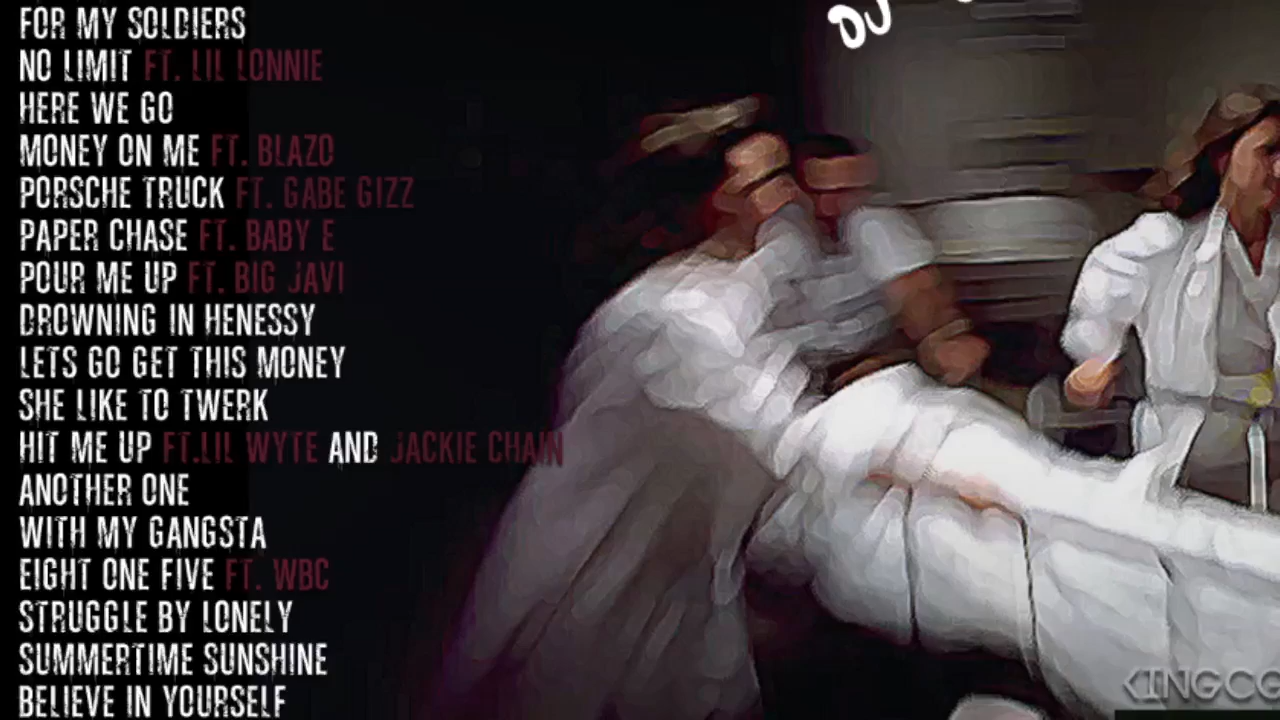 FOR MY SOLDIERS
NO LIMIT FT. LIL LONNIE
HERE WE GO
MONEY ON ME FT. BLAZO
PORSCHE TRUCK FT. GABE GIZZ
PAPER CHASE FT. BABY E
POUR ME UP FT. BIG JAVI
DROWNING IN HENESSY
LETS GO GET THIS MONEY
SHE LIKE TO TWERK
HIT ME UP FT.LIL WYTE AND JACKIE CHAIN
ANOTHER ONE
WITH MY GANGSTA
EIGHT ONE FIVE FT. WBC
STRUGGLE BY LONELY
SUMMERTIME SUNSHINE
BELIEVE IN YOURSELF
KINGCG